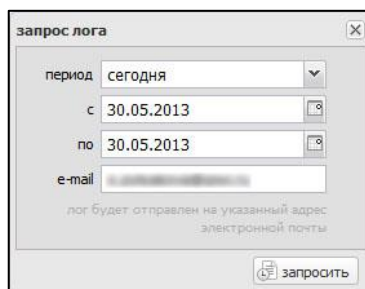 запрос лога
период сегодня
с 30.05.2013
по 30.05.2013
e-mail
лог будет отправлен на указанный адрес
электронной почты
запросить